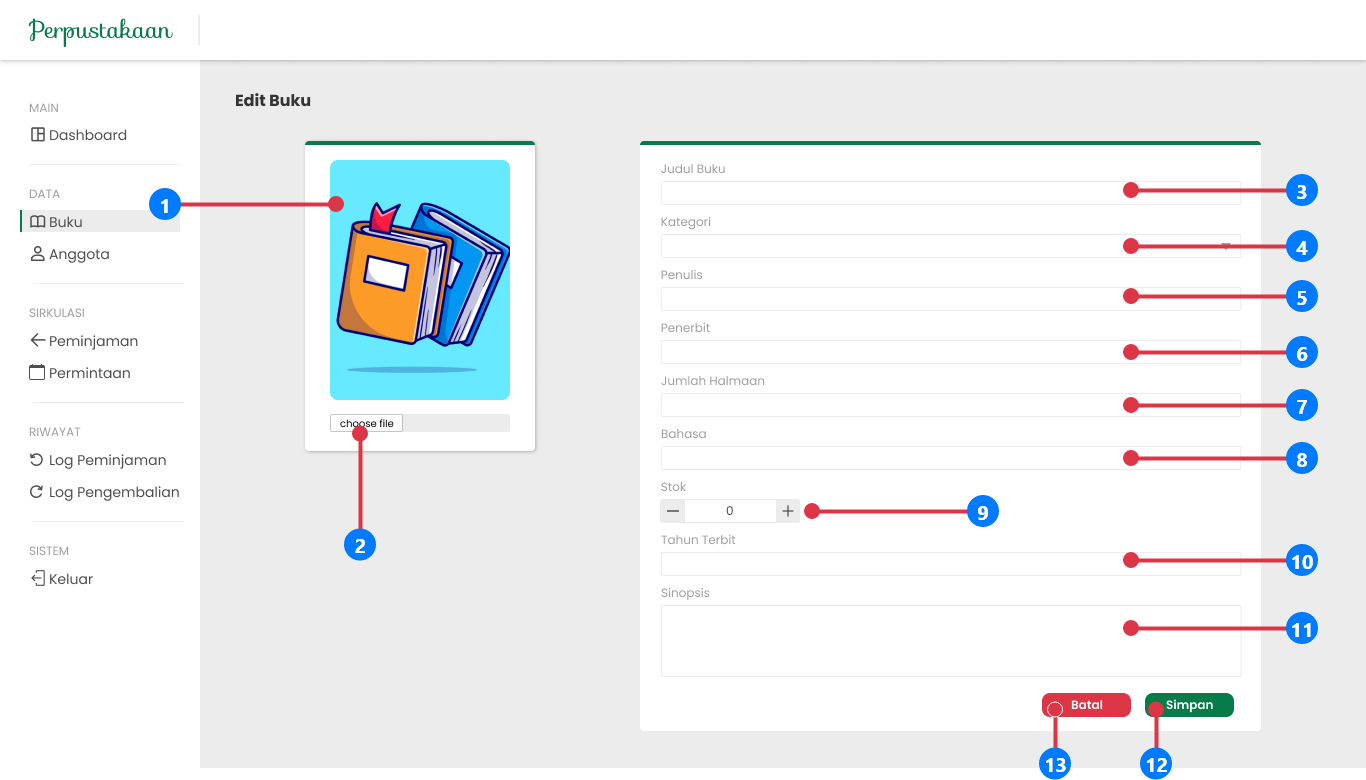 Perpustakaan
MAIN
Dashboard
DATA
Buku
Anggota
SIRKULASI
Peminjaman
Permintaan
RIWAYAT
Log Peminjaman
Log Pengembalian
SISTEM
Keluar
Edit Buku
1
choose file
2
Judul Buku
3
Kategori
4
Penulis
5
Penerbit
6
Jumlah Halmaan
7
Bahasa
8
Stok
0
9
Tahun Terbit
10
Sinopsis
11
Batal
Simpan
13
12